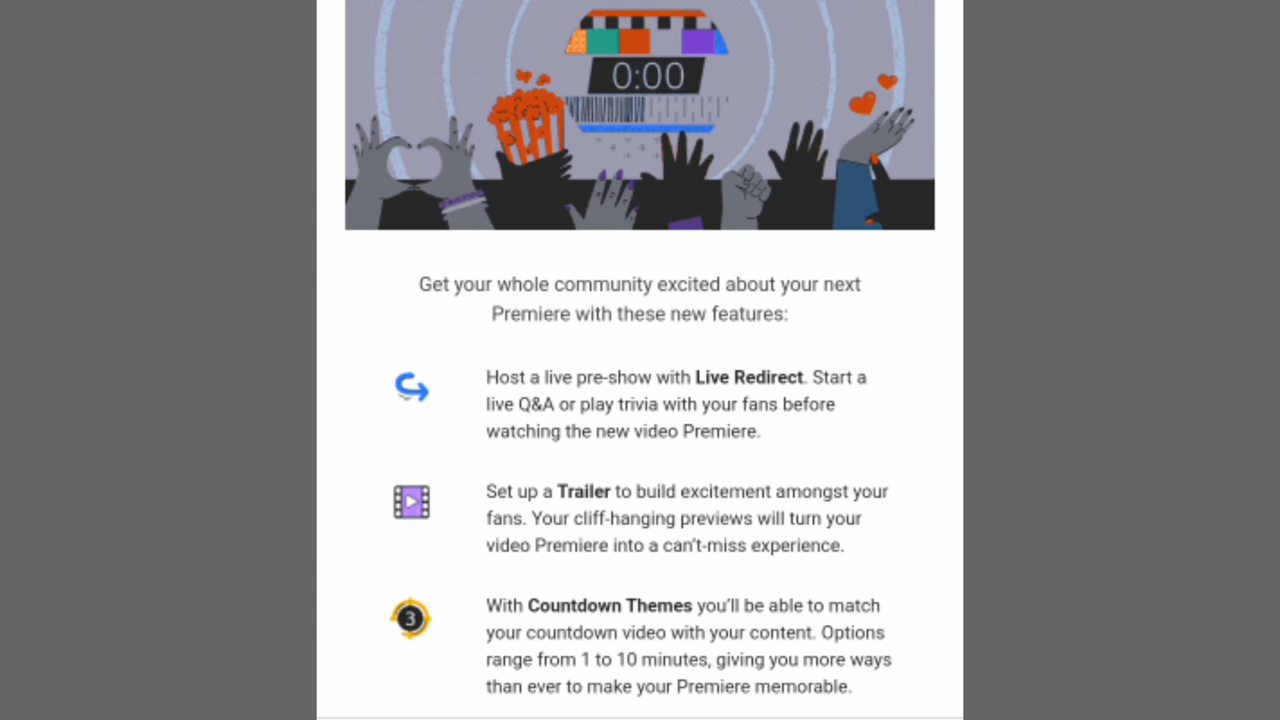 0:00
Get your whole community excited about your next
Premiere with these new features:
Host a live pre-show with Live Redirect. Start a
live Q&A or play trivia with your fans before
watching the new video Premiere.
Set up a Trailer to build excitement amongst your
fans. Your cliff-hanging previews will turn your
video Premiere into a can’t-miss experience.
3
With Countdown Themes you’ll be able to match
your countdown video with your content. Options
range from 1 to 10 minutes, giving you more ways
than ever to make your Premiere memorable.